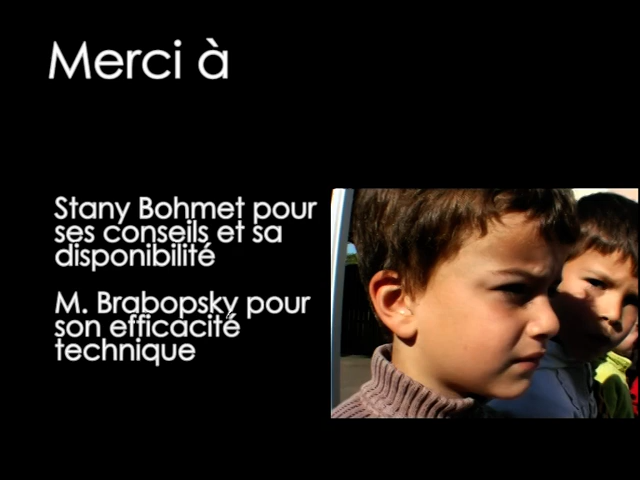 Merci à
Stany Bohmet pour
ses conseils et sa
disponibilité
M. Brabopsky pour
son efficacité
technique